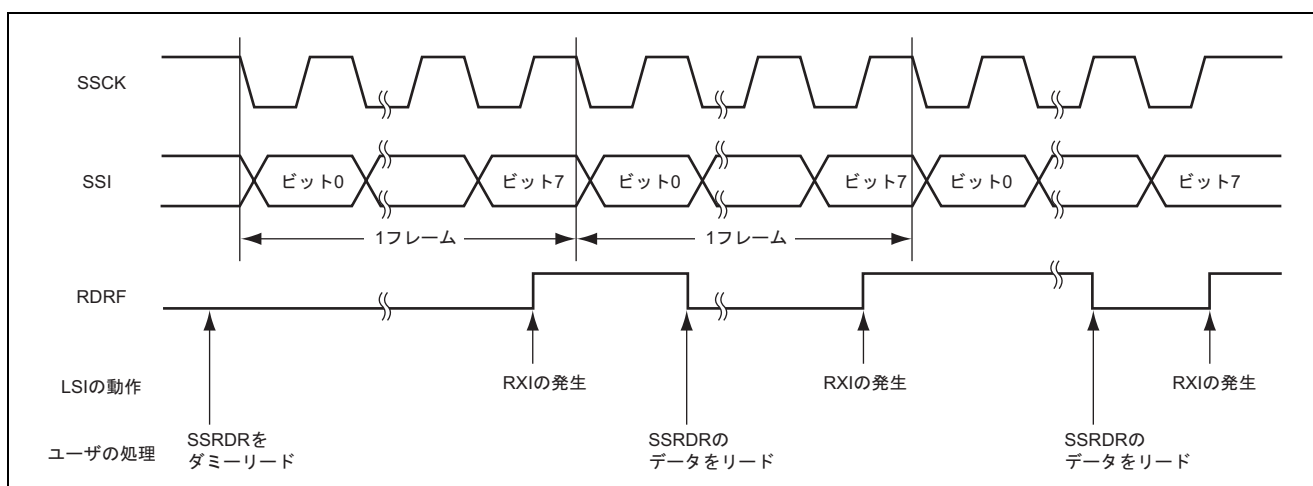 SSCK
SSI
ビット0
ビット7
ビット0
ビット7
ビット0
ビット7
1フレーム
1フレーム
RDRF
LSIの動作
RXIの発生
RXIの発生
RXIの発生
ユーザの処理
SSRDRを
ダミーリード
SSRDRの
データをリード
SSRDRの
データをリード